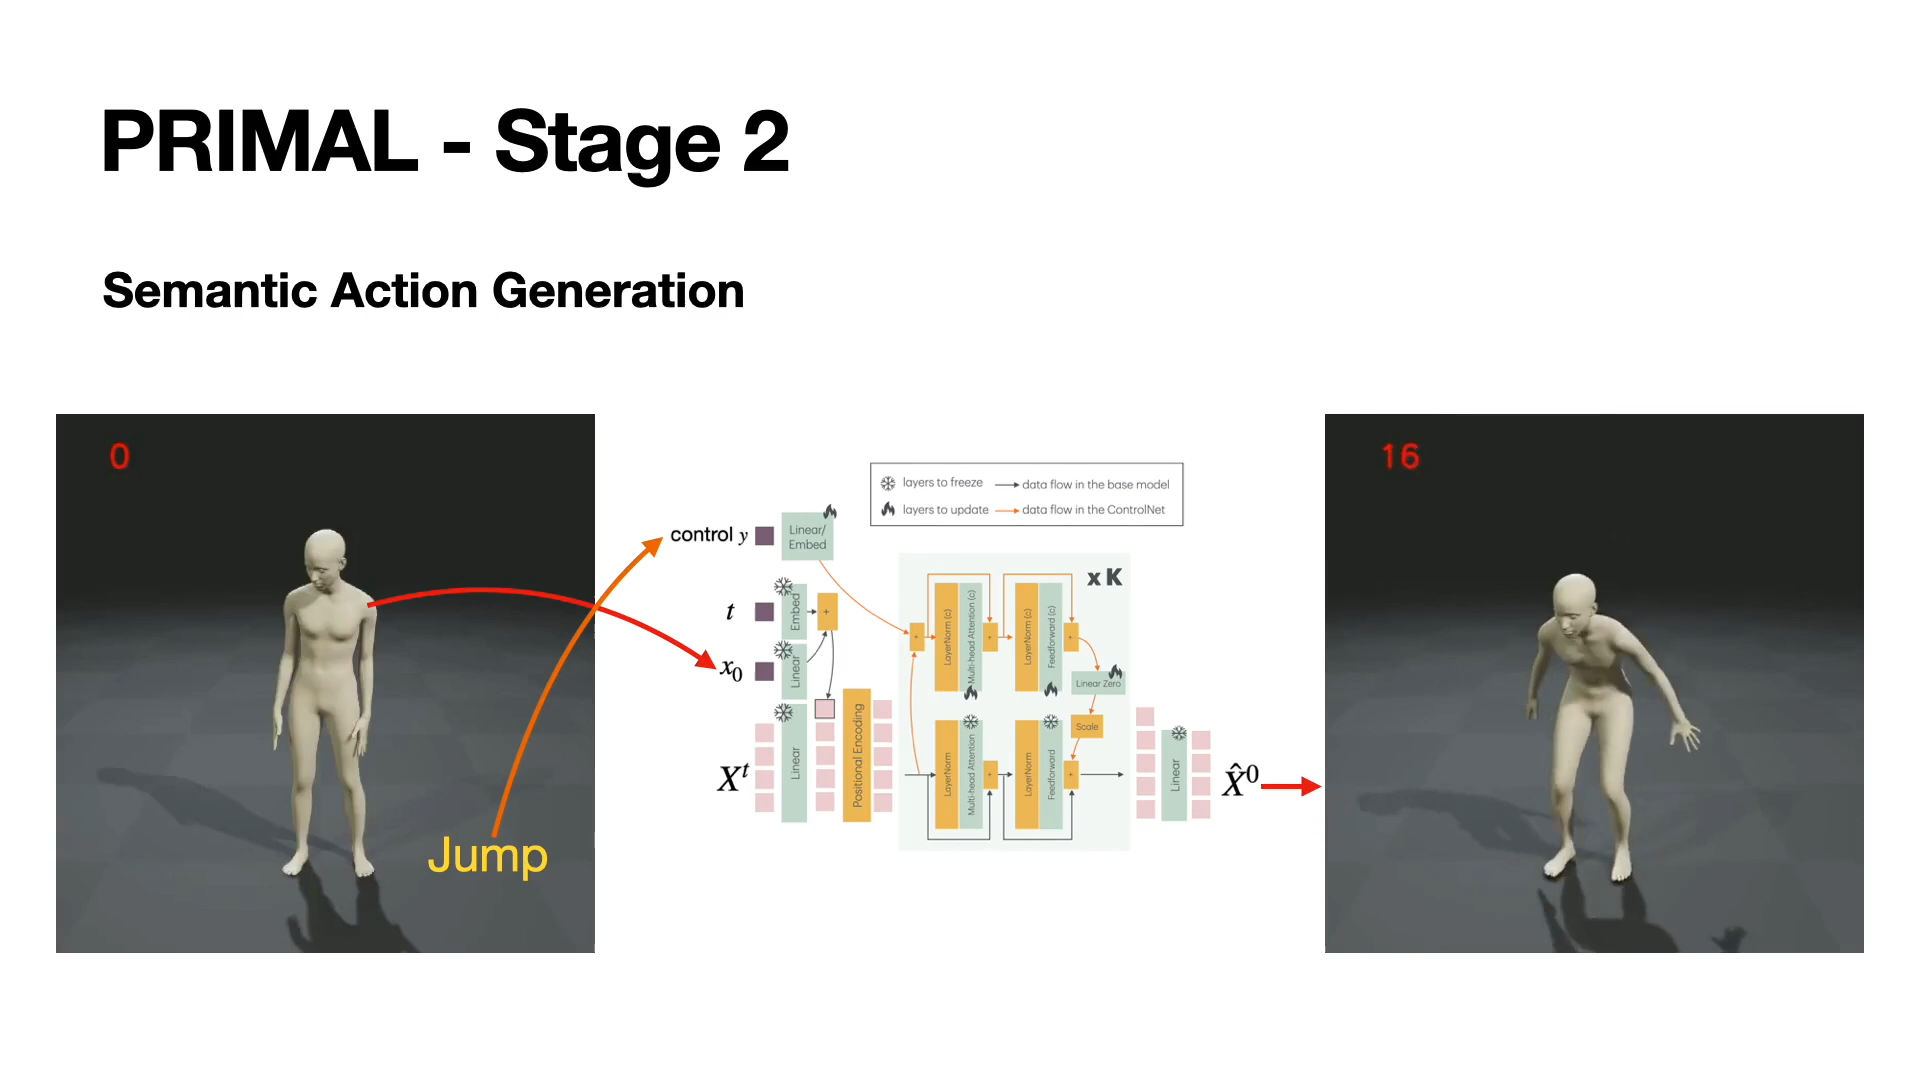 PRIMAL - Stage 2
Semantic Action Generation
0
Jump
layers to freeze
data flow in the base model
layers to update
data flow in the ControlNet
control y
Linear/
Embed
t
Embed
+
x₀
Linear
Xᵗ
Linear
Positional Encoding
x K
+
LayerNorm (c)
Multi-head Attention (c)
+
LayerNorm (c)
Feedforward (c)
+
Linear Zero
Scale
LayerNorm
Multi-head Attention
+
LayerNorm
Feedforward
+
Linear
X̂⁰
16